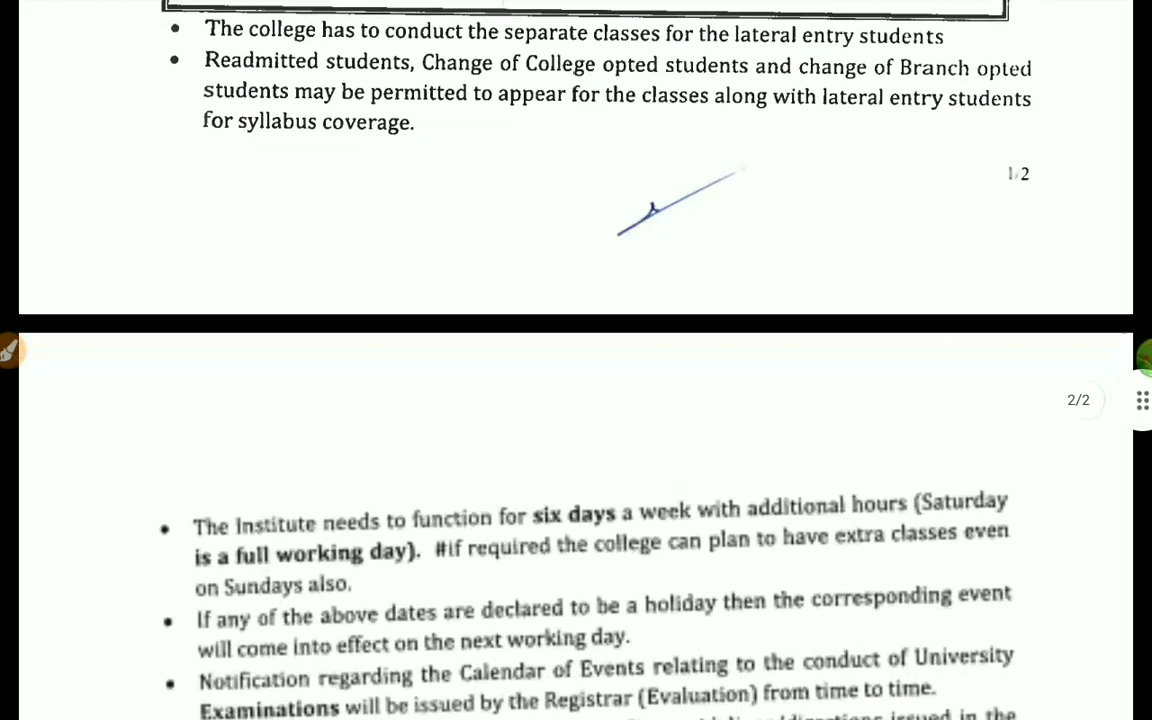 • The college has to conduct the separate classes for the lateral entry students
• Readmitted students, Change of College opted students and change of Branch opted
students may be permitted to appear for the classes along with lateral entry students
for syllabus coverage.
1/2
2/2
• The Institute needs to function for six days a week with additional hours (Saturday
is a full working day). #if required the college can plan to have extra classes even
on Sundays also.
• If any of the above dates are declared to be a holiday then the corresponding event
will come into effect on the next working day.
• Notification regarding the Calendar of Events relating to the conduct of University
Examinations will be issued by the Registrar (Evaluation) from time to time.
issued in the